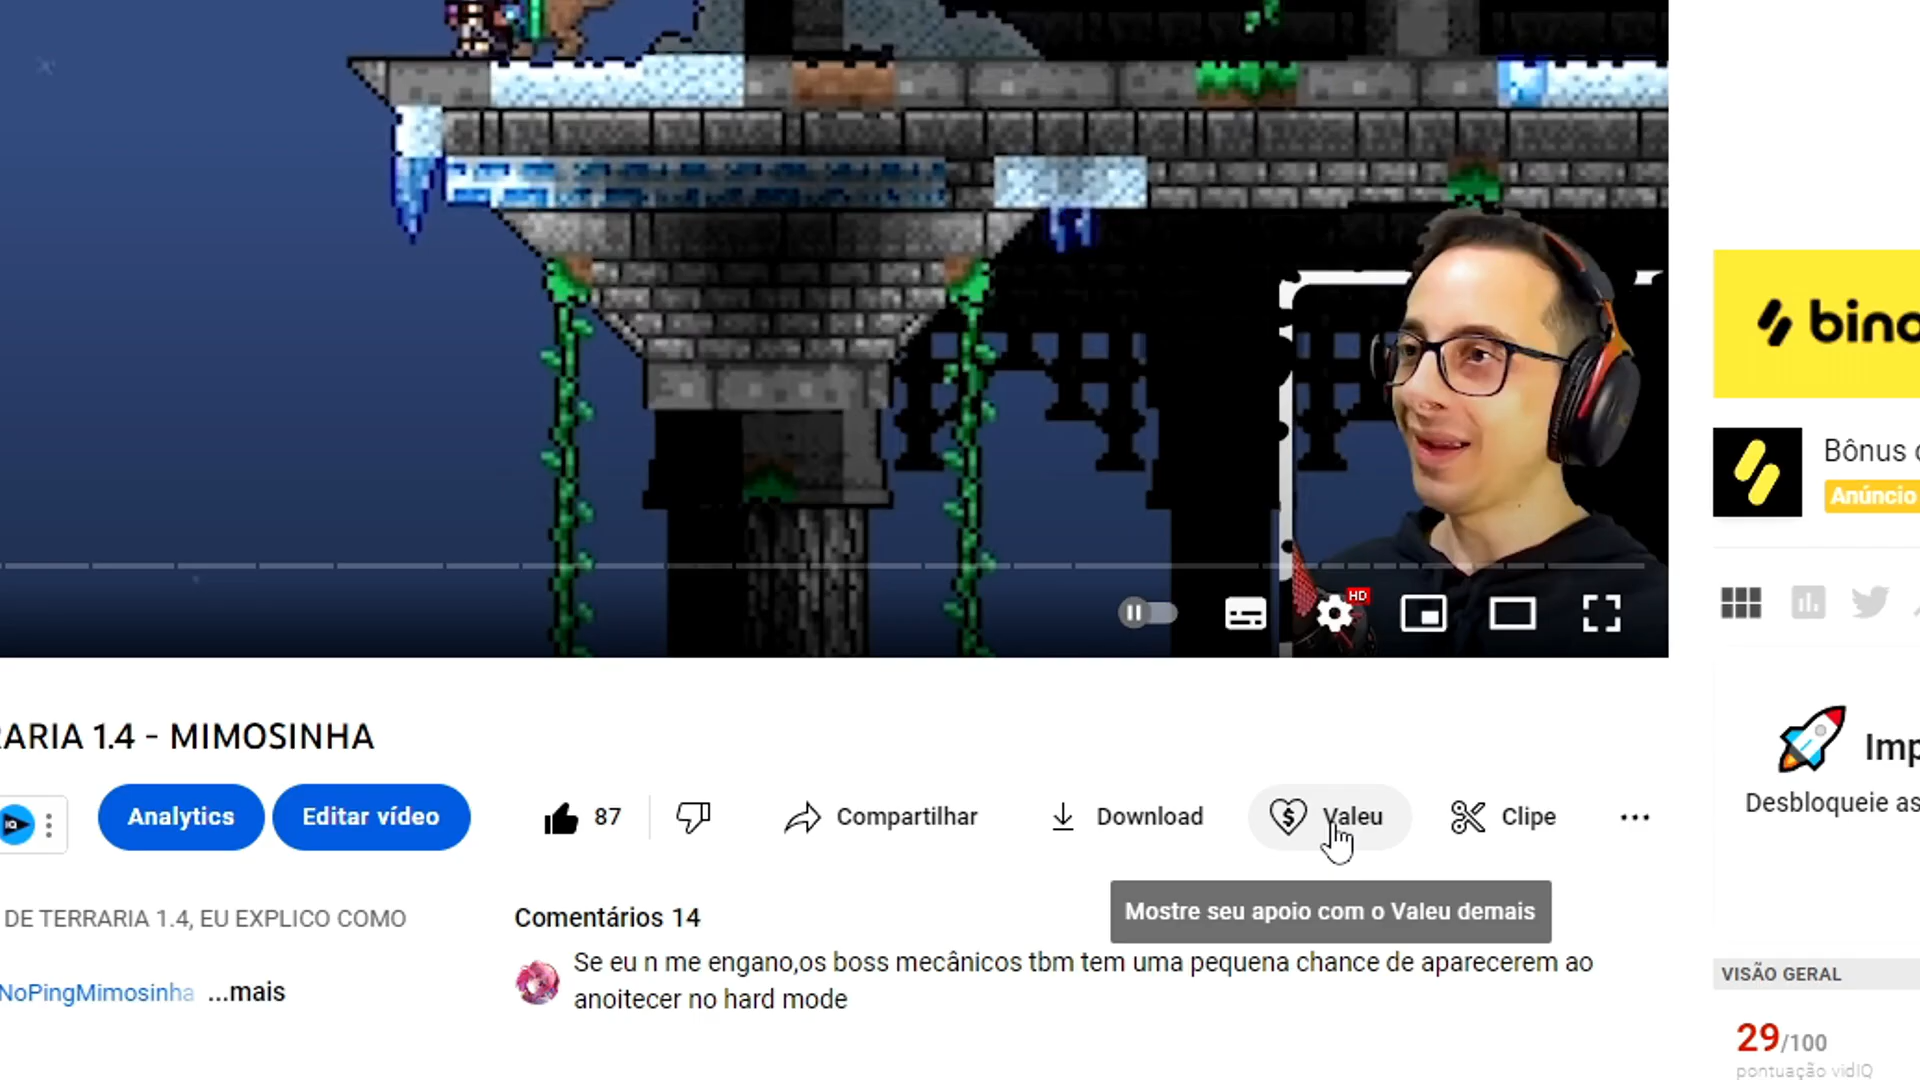 HD
bino
Bônus
Anúncio
RARIA 1.4 - MIMOSINHA
Analytics
Editar vídeo
87
Compartilhar
Download
Valeu
Clipe
Mostre seu apoio com o Valeu demais
DE TERRARIA 1.4, EU EXPLICO COMO
NoPingMimosinha ...mais
Comentários 14
Se eu n me engano,os boss mecânicos tbm tem uma pequena chance de aparecerem ao
anoitecer no hard mode
Imp
Desbloqueie as
VISÃO GERAL
29/100
pontuação vidIQ